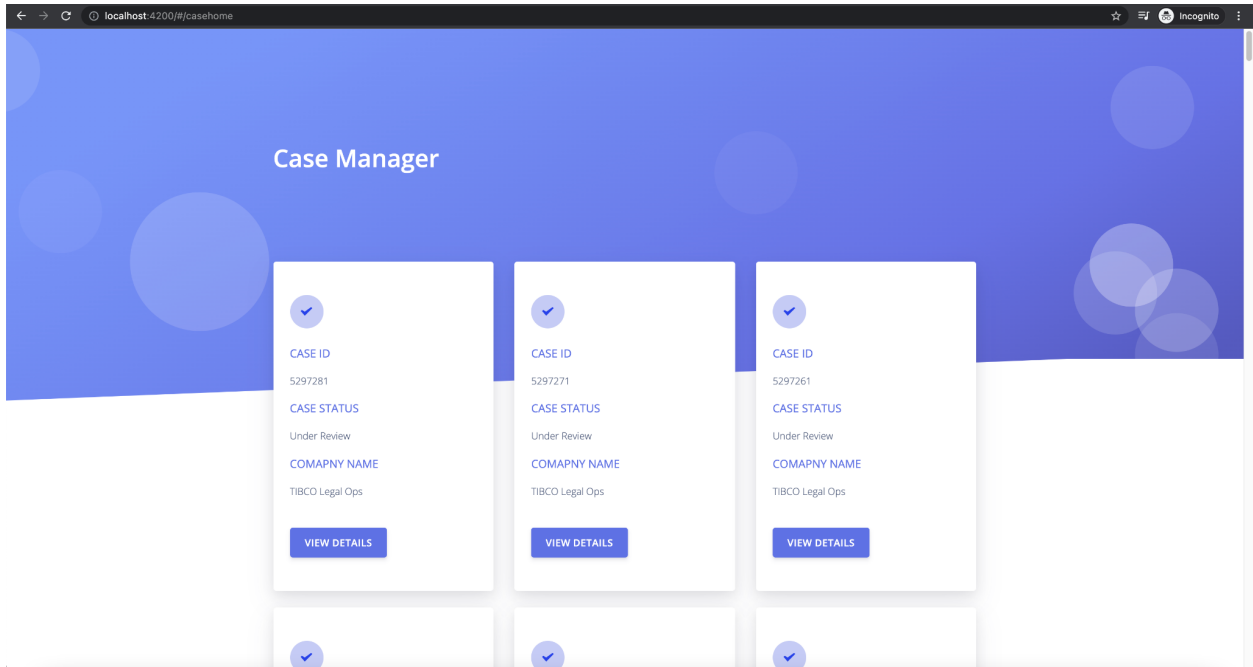 localhost:4200/#/casehome
Incognito
Case Manager
CASE ID
5297281
CASE STATUS
Under Review
COMAPNY NAME
TIBCO Legal Ops
VIEW DETAILS
CASE ID
5297271
CASE STATUS
Under Review
COMAPNY NAME
TIBCO Legal Ops
VIEW DETAILS
CASE ID
5297261
CASE STATUS
Under Review
COMAPNY NAME
TIBCO Legal Ops
VIEW DETAILS